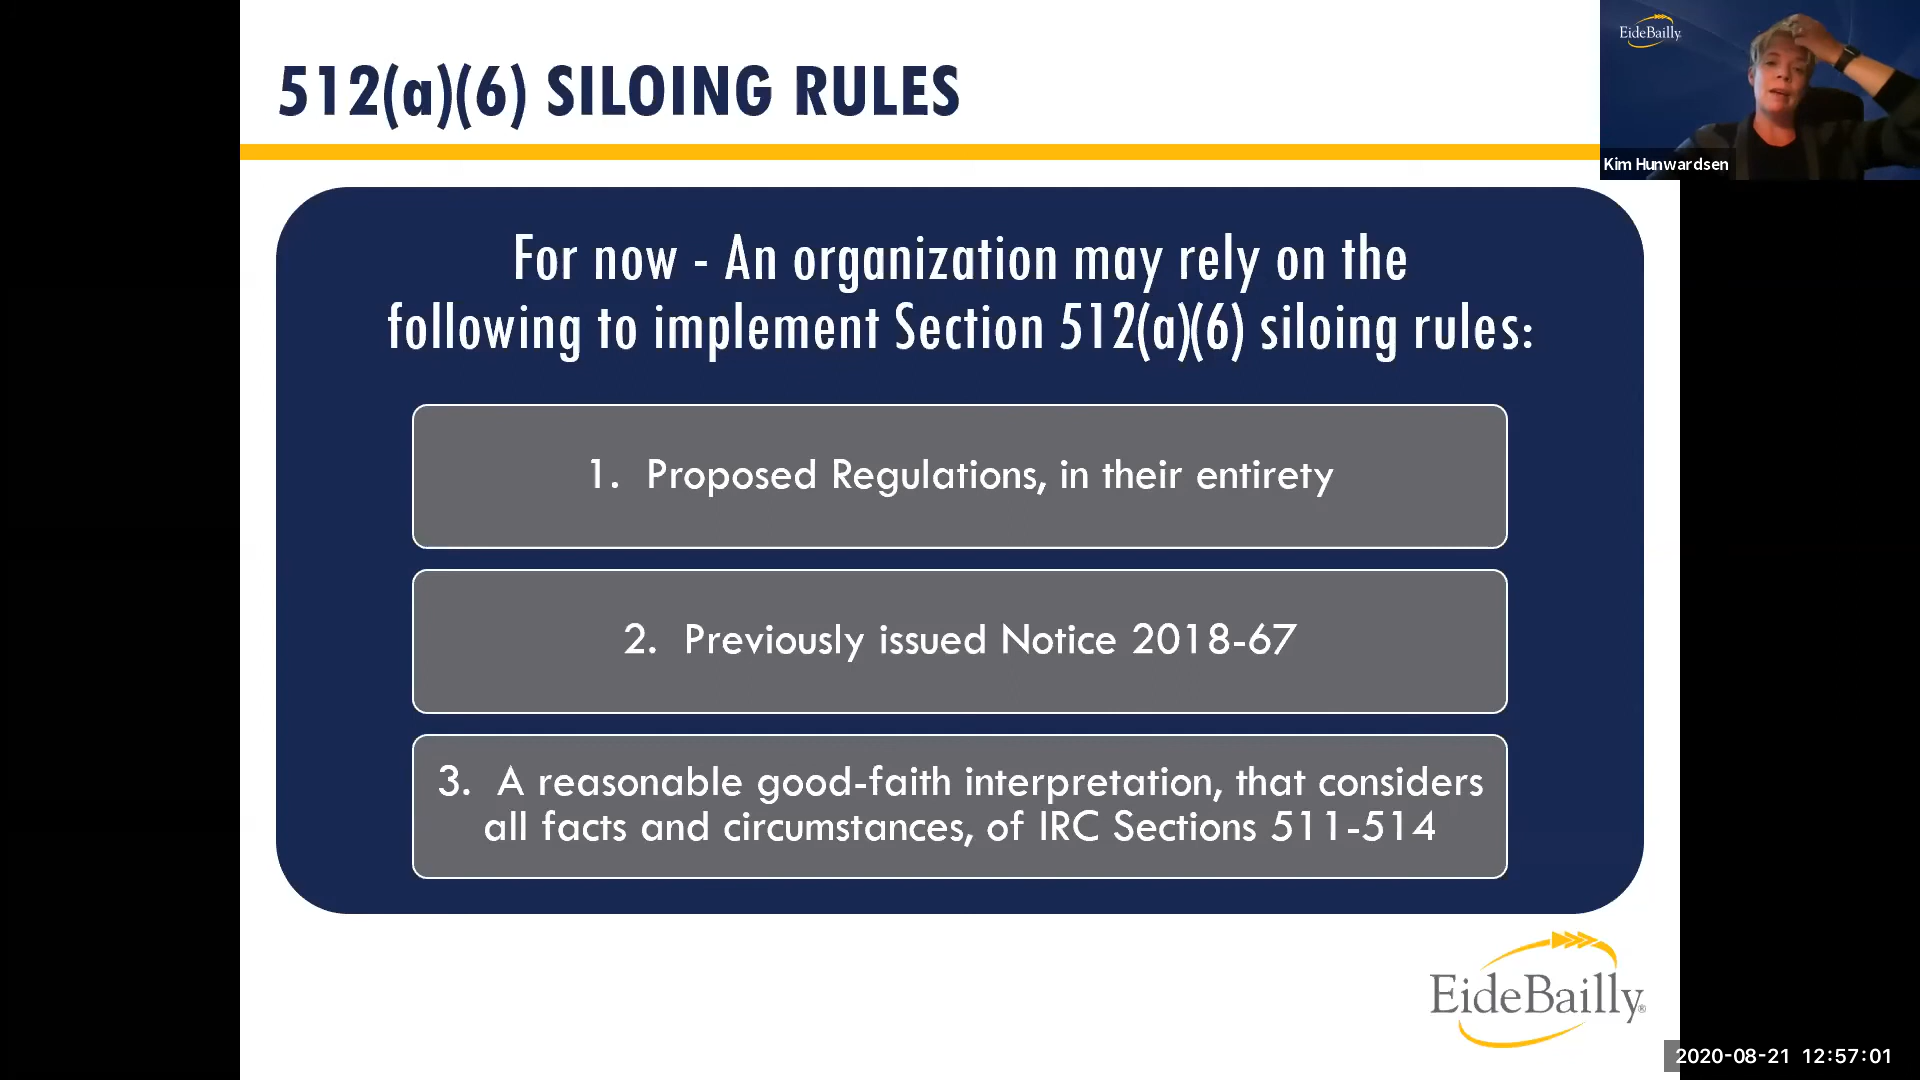 512(a)(6) SILOING RULES
EideBailly
Kim Hunwardsen
For now - An organization may rely on the
following to implement Section 512(a)(6) siloing rules:
1. Proposed Regulations, in their entirety
2. Previously issued Notice 2018-67
3. A reasonable good-faith interpretation, that considers
all facts and circumstances, of IRC Sections 511-514
EideBailly®
2020-08-21 12:57:01